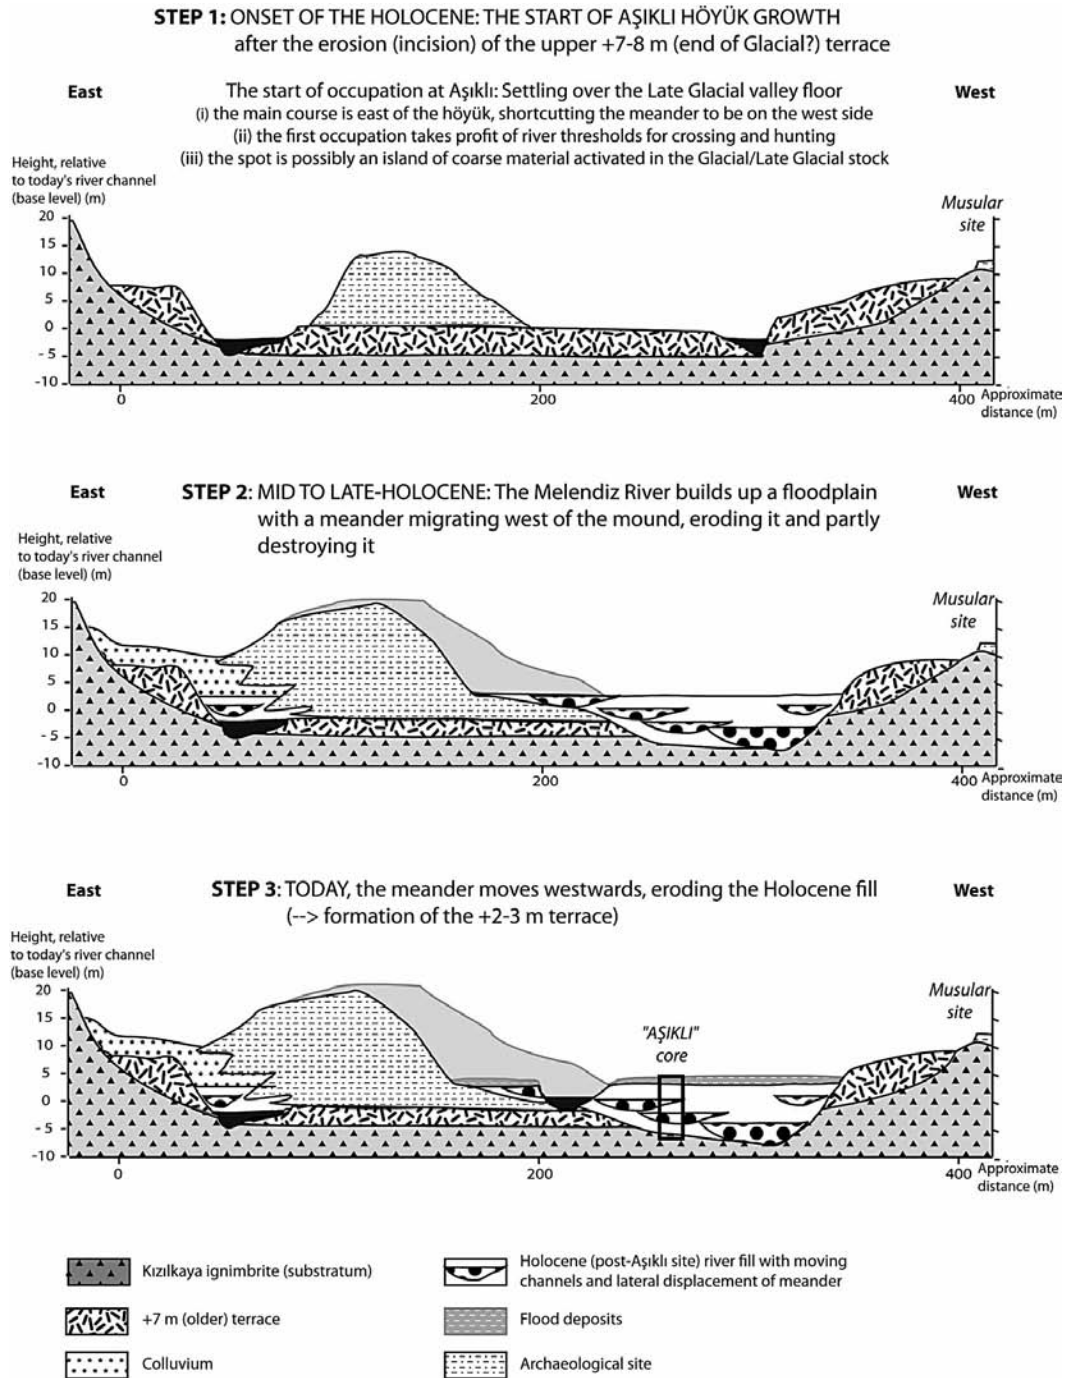 STEP 1: ONSET OF THE HOLOCENE: THE START OF AŞIKLI HÖYÜK GROWTH
after the erosion (incision) of the upper +7-8 m (end of Glacial?) terrace
East
The start of occupation at Aşıklı: Settling over the Late Glacial valley floor
West
(i) the main course is east of the höyük, shortcutting the meander to be on the west side
(ii) the first occupation takes profit of river thresholds for crossing and hunting
(iii) the spot is possibly an island of coarse material activated in the Glacial/Late Glacial stock
Height, relative
to today's river channel
(base level) (m)
Musular
site
20
15
10
5
0
-5
-10
0
200
400
Approximate
distance (m)
East
STEP 2: MID TO LATE-HOLOCENE: The Melendiz River builds up a floodplain
West
with a meander migrating west of the mound, eroding it and partly
destroying it
Height, relative
to today's river channel
(base level) (m)
Musular
site
20
15
10
5
0
-5
-10
0
200
400
Approximate
distance (m)
East
STEP 3: TODAY, the meander moves westwards, eroding the Holocene fill
West
(--> formation of the +2-3 m terrace)
Height, relative
to today's river channel
(base level) (m)
Musular
site
"AŞIKLI"
core
20
15
10
5
0
-5
-10
0
200
400
Approximate
distance (m)
Kızılkaya ignimbrite (substratum)
Holocene (post-Aşıklı site) river fill with moving
channels and lateral displacement of meander
+7 m (older) terrace
Flood deposits
Colluvium
Archaeological site